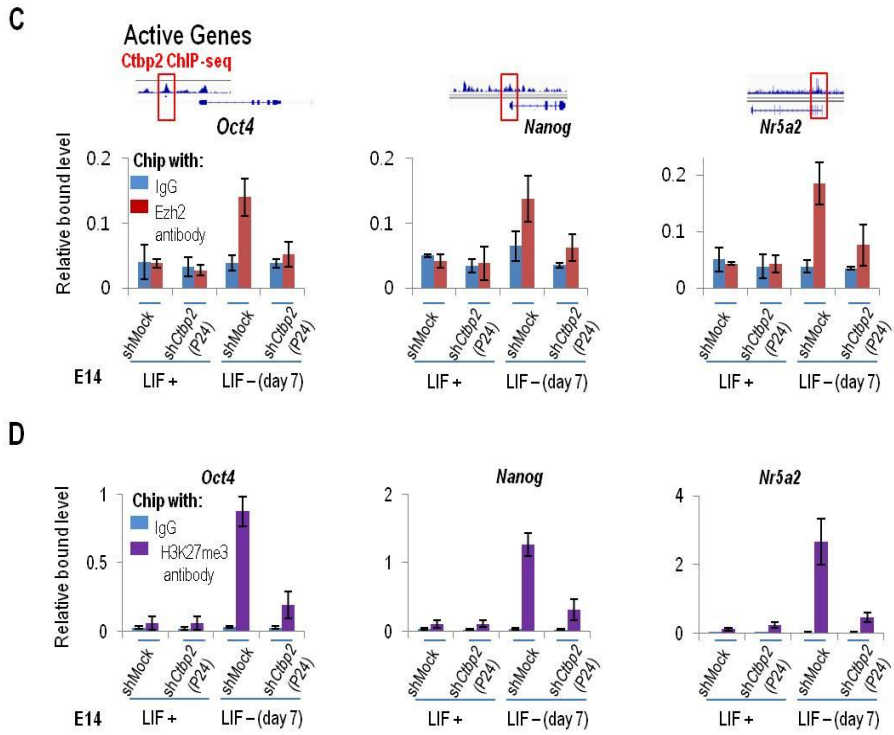 C
Active Genes
Ctbp2 ChIP-seq
Oct4
Nanog
Nr5a2
Relative bound level
0.2
0.1
0
Chip with:
IgG
Ezh2
antibody
0.2
0.1
0
0.2
0.1
0
shMock
shCtbp2
(P24)
shMock
shCtbp2
(P24)
shMock
shCtbp2
(P24)
shMock
shCtbp2
(P24)
shMock
shCtbp2
(P24)
shMock
shCtbp2
(P24)
E14
LIF +
LIF – (day 7)
LIF +
LIF – (day 7)
LIF +
LIF – (day 7)
D
Oct4
Nanog
Nr5a2
Relative bound level
1
0.5
0
Chip with:
IgG
H3K27me3
antibody
2
1
0
4
2
0
shMock
shCtbp2
(P24)
shMock
shCtbp2
(P24)
shMock
shCtbp2
(P24)
shMock
shCtbp2
(P24)
shMock
shCtbp2
(P24)
shMock
shCtbp2
(P24)
E14
LIF +
LIF – (day 7)
LIF +
LIF – (day 7)
LIF +
LIF – (day 7)